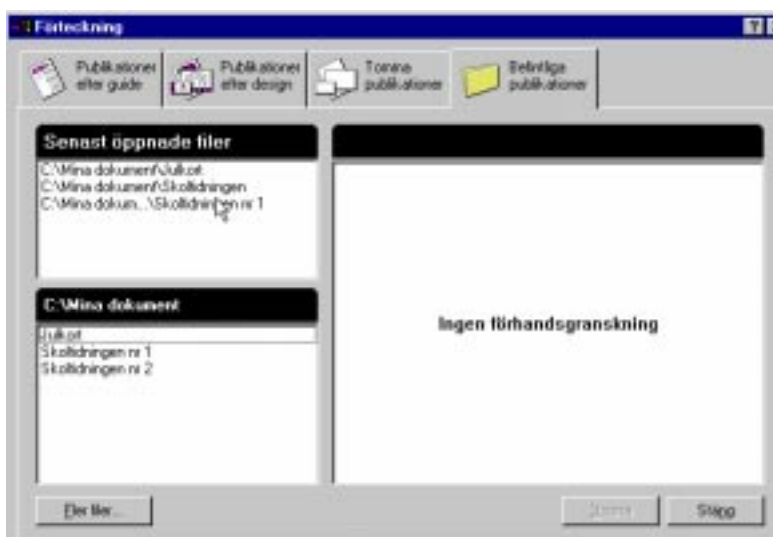 Förteckning
Publikationer
efter guide
Publikationer
efter design
Tomma
publikationer
Befintliga
publikationer
Senast öppnade filer
C:\Mina dokument\Julkort
C:\Mina dokument\Skoltidningen
C:\Mina dokum...\Skoltidningen nr 1
C:\Mina dokument
Julkort
Skoltidningen nr 1
Skoltidningen nr 2
Ingen förhandsgranskning
Fler filer...
Öppna
Stäng